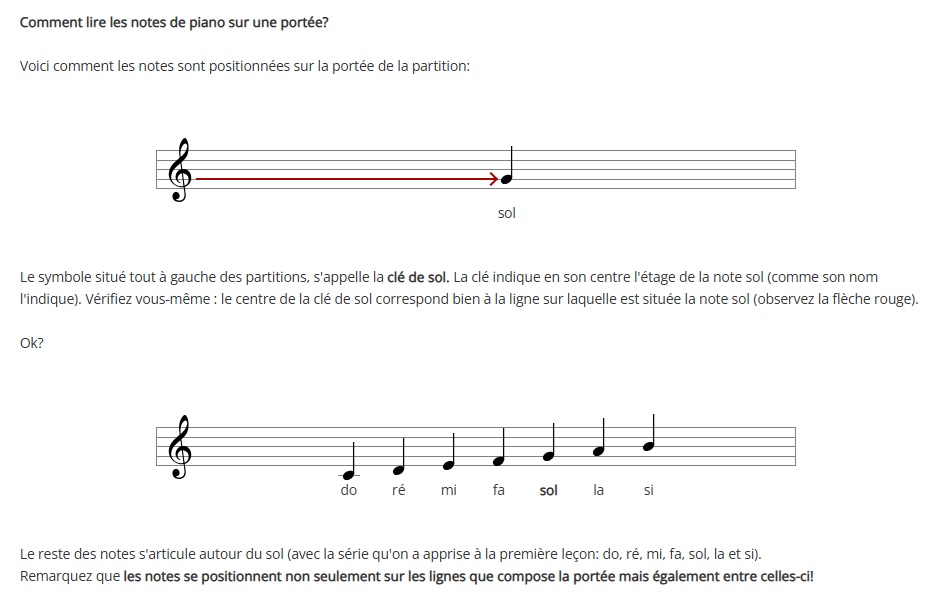 Comment lire les notes de piano sur une portée?
Voici comment les notes sont positionnées sur la portée de la partition:
sol
Le symbole situé tout à gauche des partitions, s'appelle la clé de sol. La clé indique en son centre l'étage de la note sol (comme son nom
l'indique). Vérifiez vous-même : le centre de la clé de sol correspond bien à la ligne sur laquelle est située la note sol (observez la flèche rouge).
Ok?
do ré mi fa sol la si
Le reste des notes s'articule autour du sol (avec la série qu'on a apprise à la première leçon: do, ré, mi, fa, sol, la et si).
Remarquez que les notes se positionnent non seulement sur les lignes que compose la portée mais également entre celles-ci!